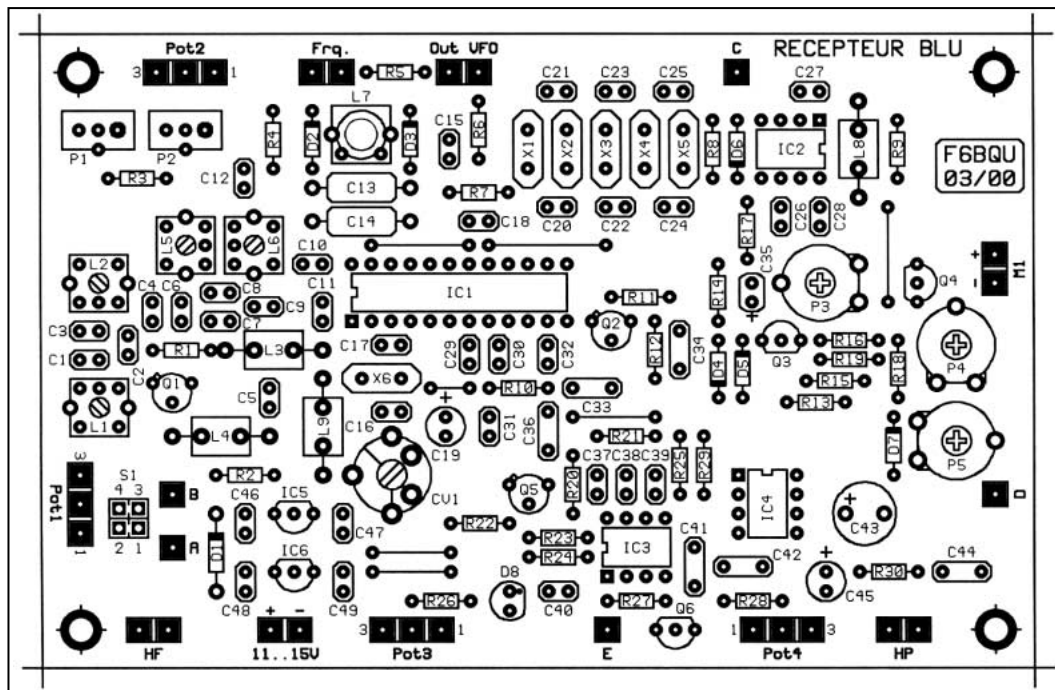 Pot2 Frq. Out VFO C RECEPTEUR BLU
3 1
R5
C21 C23 C25 C27
L7
P1 P2 R4 D2 D3 C15 R6 X1 X2 X3 X4 X5 R8 D6 IC2 L8 R9
F6BQU
03/00
R3 C12 C13 R7
C14 C18 C20 C22 C24 R17 C26 C28
L5 L6 C10 C35
L2 C4 C6 C8 C11 IC1 R11 R14 P3 Q4 + - M1
C9
C3 C7 Q2 +
C1 C2 R1 L3 C17 C29 C30 C32 R12 C34 Q3 R16 P4
R19 R18
Q1 X6 R10 D4 D5 R15
L1 C5 L9 + C33 R13
L4 C16 C19 C31 C36 R21 D7 P5
3 S1 R2 C37 C38 C39 R25 R29
Pot1 4 3 B C46 IC5 CV1 Q5 R20 IC4 + C43 D
1 2 1 A D1 C47 R22 R23 C41
IC6 R24 IC3 C42 + C44
C48 C49 R26 D8 C40 R27 R28 C45 R30
Q6
+ - 3 1 1 3
HF 11..15V Pot3 E Pot4 HP